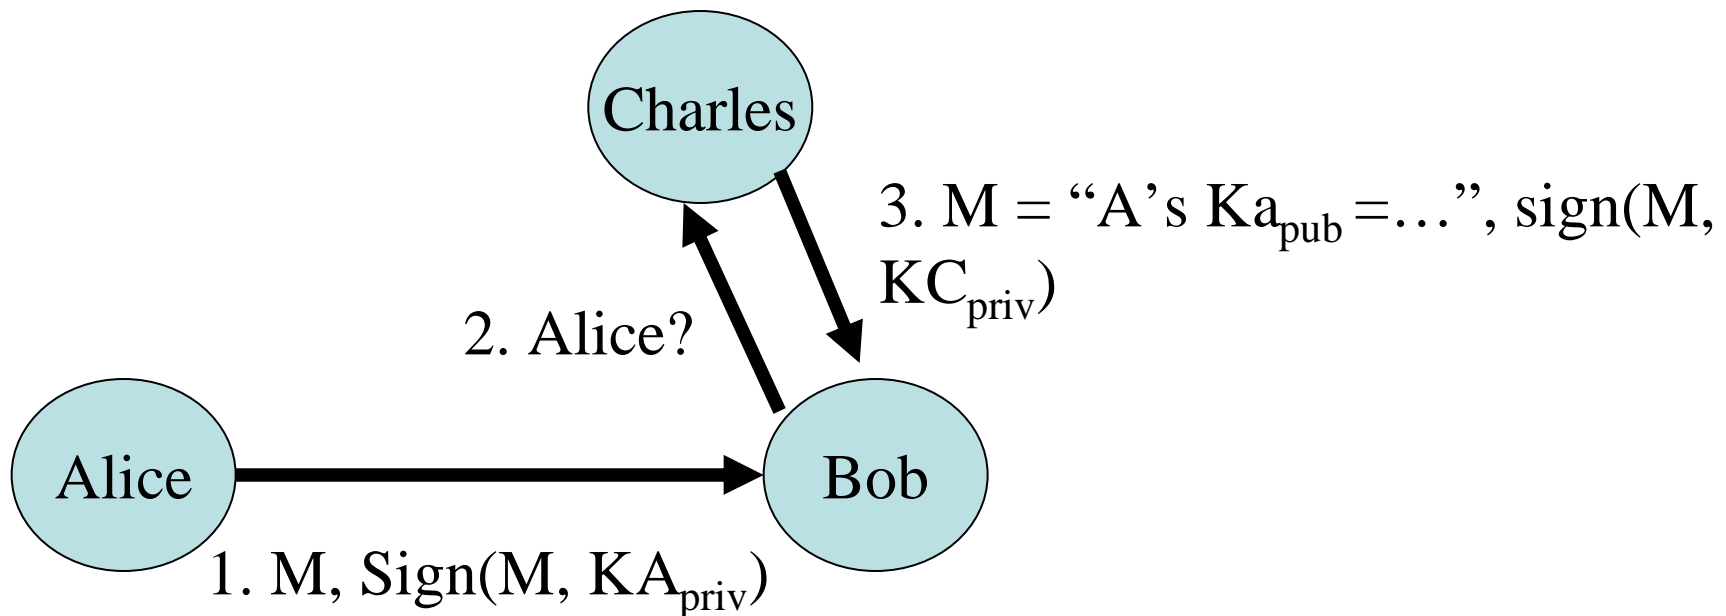 Charles
3. M = “A’s Kapub =…”, sign(M,
KCpriv)
2. Alice?
Alice
Bob
1. M, Sign(M, KApriv)